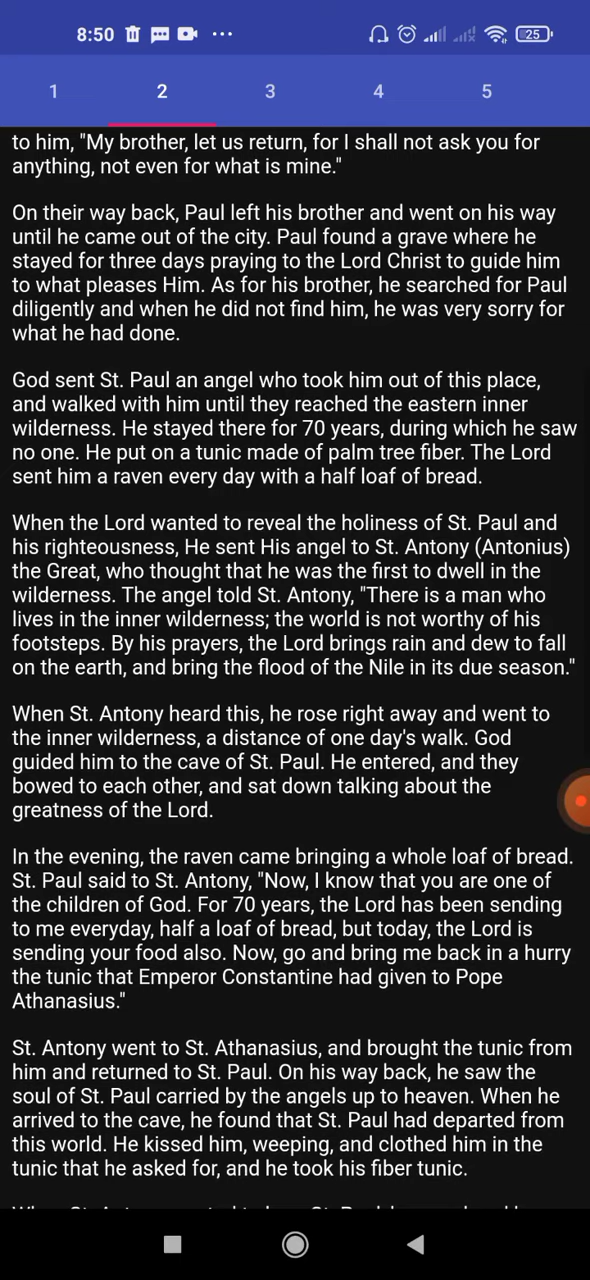 8:50
25
1 2 3 4 5
to him, "My brother, let us return, for I shall not ask you for
anything, not even for what is mine."
On their way back, Paul left his brother and went on his way
until he came out of the city. Paul found a grave where he
stayed for three days praying to the Lord Christ to guide him
to what pleases Him. As for his brother, he searched for Paul
diligently and when he did not find him, he was very sorry for
what he had done.
God sent St. Paul an angel who took him out of this place,
and walked with him until they reached the eastern inner
wilderness. He stayed there for 70 years, during which he saw
no one. He put on a tunic made of palm tree fiber. The Lord
sent him a raven every day with a half loaf of bread.
When the Lord wanted to reveal the holiness of St. Paul and
his righteousness, He sent His angel to St. Antony (Antonius)
the Great, who thought that he was the first to dwell in the
wilderness. The angel told St. Antony, "There is a man who
lives in the inner wilderness; the world is not worthy of his
footsteps. By his prayers, the Lord brings rain and dew to fall
on the earth, and bring the flood of the Nile in its due season."
When St. Antony heard this, he rose right away and went to
the inner wilderness, a distance of one day's walk. God
guided him to the cave of St. Paul. He entered, and they
bowed to each other, and sat down talking about the
greatness of the Lord.
In the evening, the raven came bringing a whole loaf of bread.
St. Paul said to St. Antony, "Now, I know that you are one of
the children of God. For 70 years, the Lord has been sending
to me everyday, half a loaf of bread, but today, the Lord is
sending your food also. Now, go and bring me back in a hurry
the tunic that Emperor Constantine had given to Pope
Athanasius."
St. Antony went to St. Athanasius, and brought the tunic from
him and returned to St. Paul. On his way back, he saw the
soul of St. Paul carried by the angels up to heaven. When he
arrived to the cave, he found that St. Paul had departed from
this world. He kissed him, weeping, and clothed him in the
tunic that he asked for, and he took his fiber tunic.